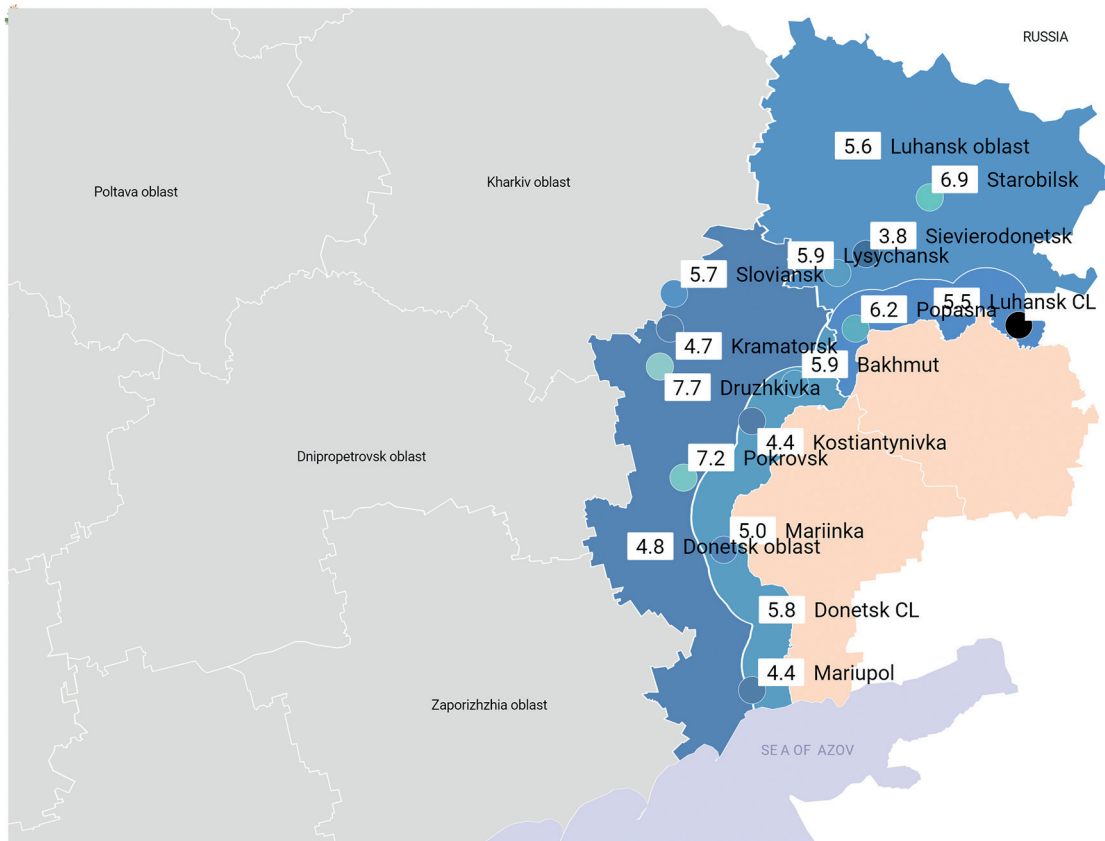 RUSSIA
5.6 Luhansk oblast
6.9 Starobilsk
Poltava oblast
Kharkiv oblast
3.8 Sievierodonetsk
5.9 Lysychansk
5.7 Sloviansk
5.5 Luhansk CL
6.2 Popasna
4.7 Kramatorsk
5.9 Bakhmut
7.7 Druzhkivka
4.4 Kostiantynivka
7.2 Pokrovsk
Dnipropetrovsk oblast
5.0 Mariinka
4.8 Donetsk oblast
5.8 Donetsk CL
4.4 Mariupol
Zaporizhzhia oblast
SEA OF AZOV